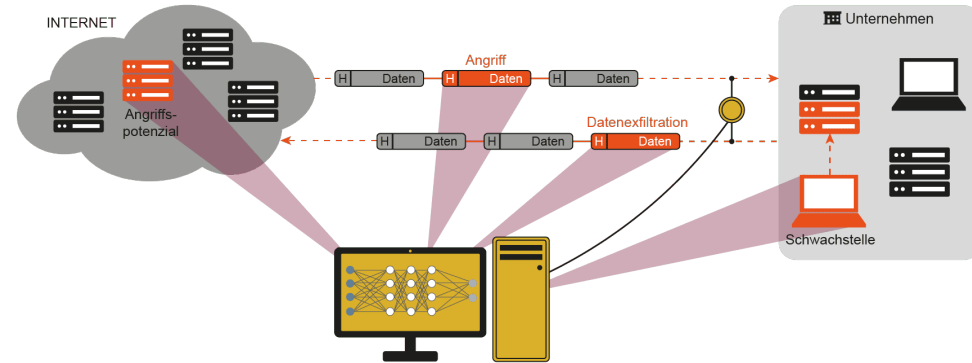 INTERNET
Unternehmen
Angriff
H Daten H Daten H Daten
Angriffs-
potenzial
Datenexfiltration
H Daten H Daten H Daten
Schwachstelle